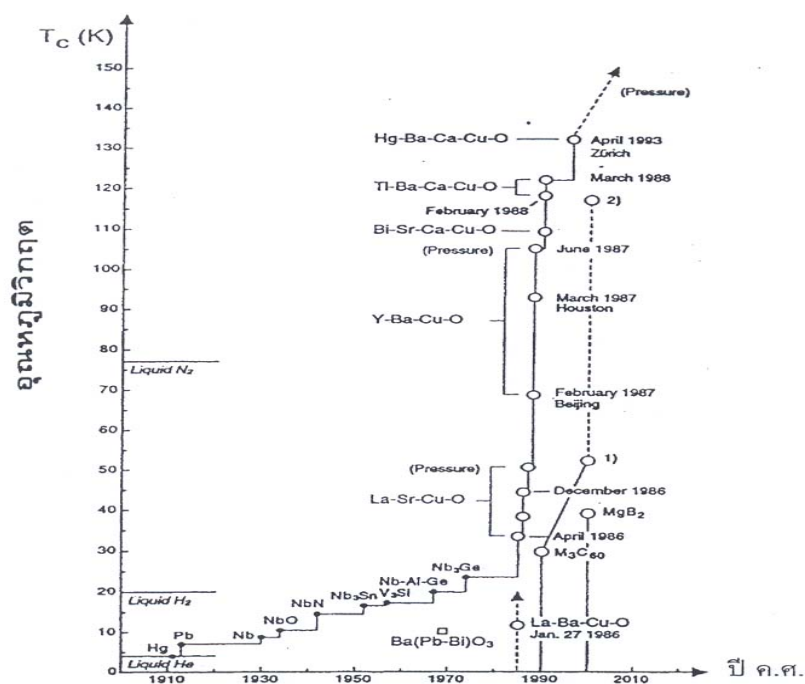 T_C (K)
150
(Pressure)
140
Hg-Ba-Ca-Cu-O
April 1993
Zürich
130
March 1988
120
Tl-Ba-Ca-Cu-O
2)
February 1988
110
Bi-Sr-Ca-Cu-O
(Pressure)
June 1987
100
March 1987
Houston
90
Y-Ba-Cu-O
80
Liquid N₂
70
February 1987
Beijing
60
50
(Pressure)
1)
December 1986
La-Sr-Cu-O
40
MgB₂
April 1986
30
M₃C₆₀
Nb₃Ge
Nb-Al-Ge
20
Nb₃Sn
V₃Si
Liquid H₂
NbN
NbO
La-Ba-Cu-O
Jan. 27 1986
10
Pb
Nb
Ba(Pb-Bi)O₃
Hg
Liquid He
0
1910
1930
1950
1970
1990
2010
ปี ค.ศ.
อุณหภูมิวิกฤต